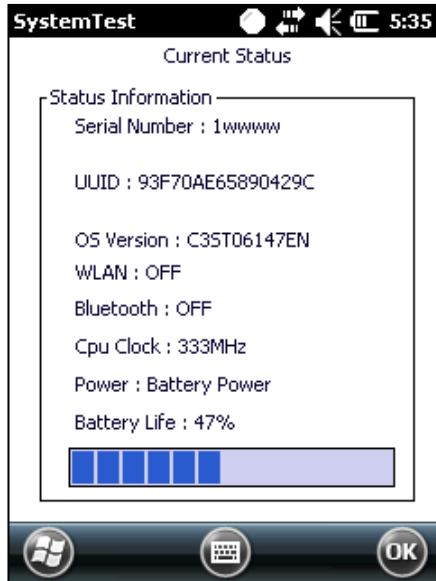 SystemTest 5:35
Current Status
Status Information
Serial Number : 1wwww
UUID : 93F70AE65890429C
OS Version : C35T06147EN
WLAN : OFF
Bluetooth : OFF
Cpu Clock : 333MHz
Power : Battery Power
Battery Life : 47%
OK